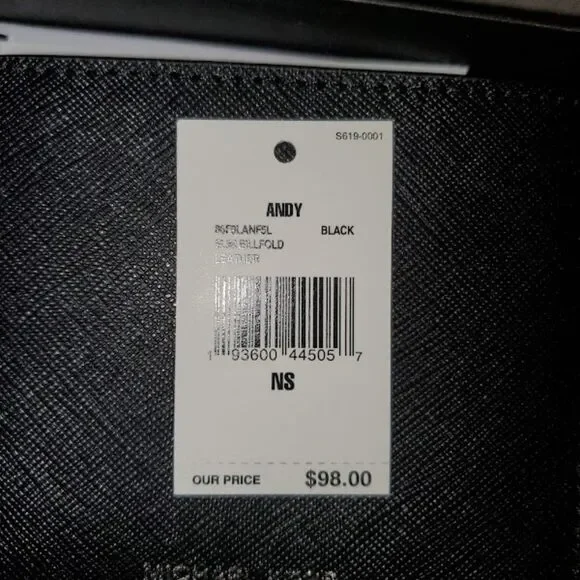 S619-0001
ANDY
BLACK
BILLFOLD
LEATHER
1 93600 44505 7
NS
OUR PRICE $98.00